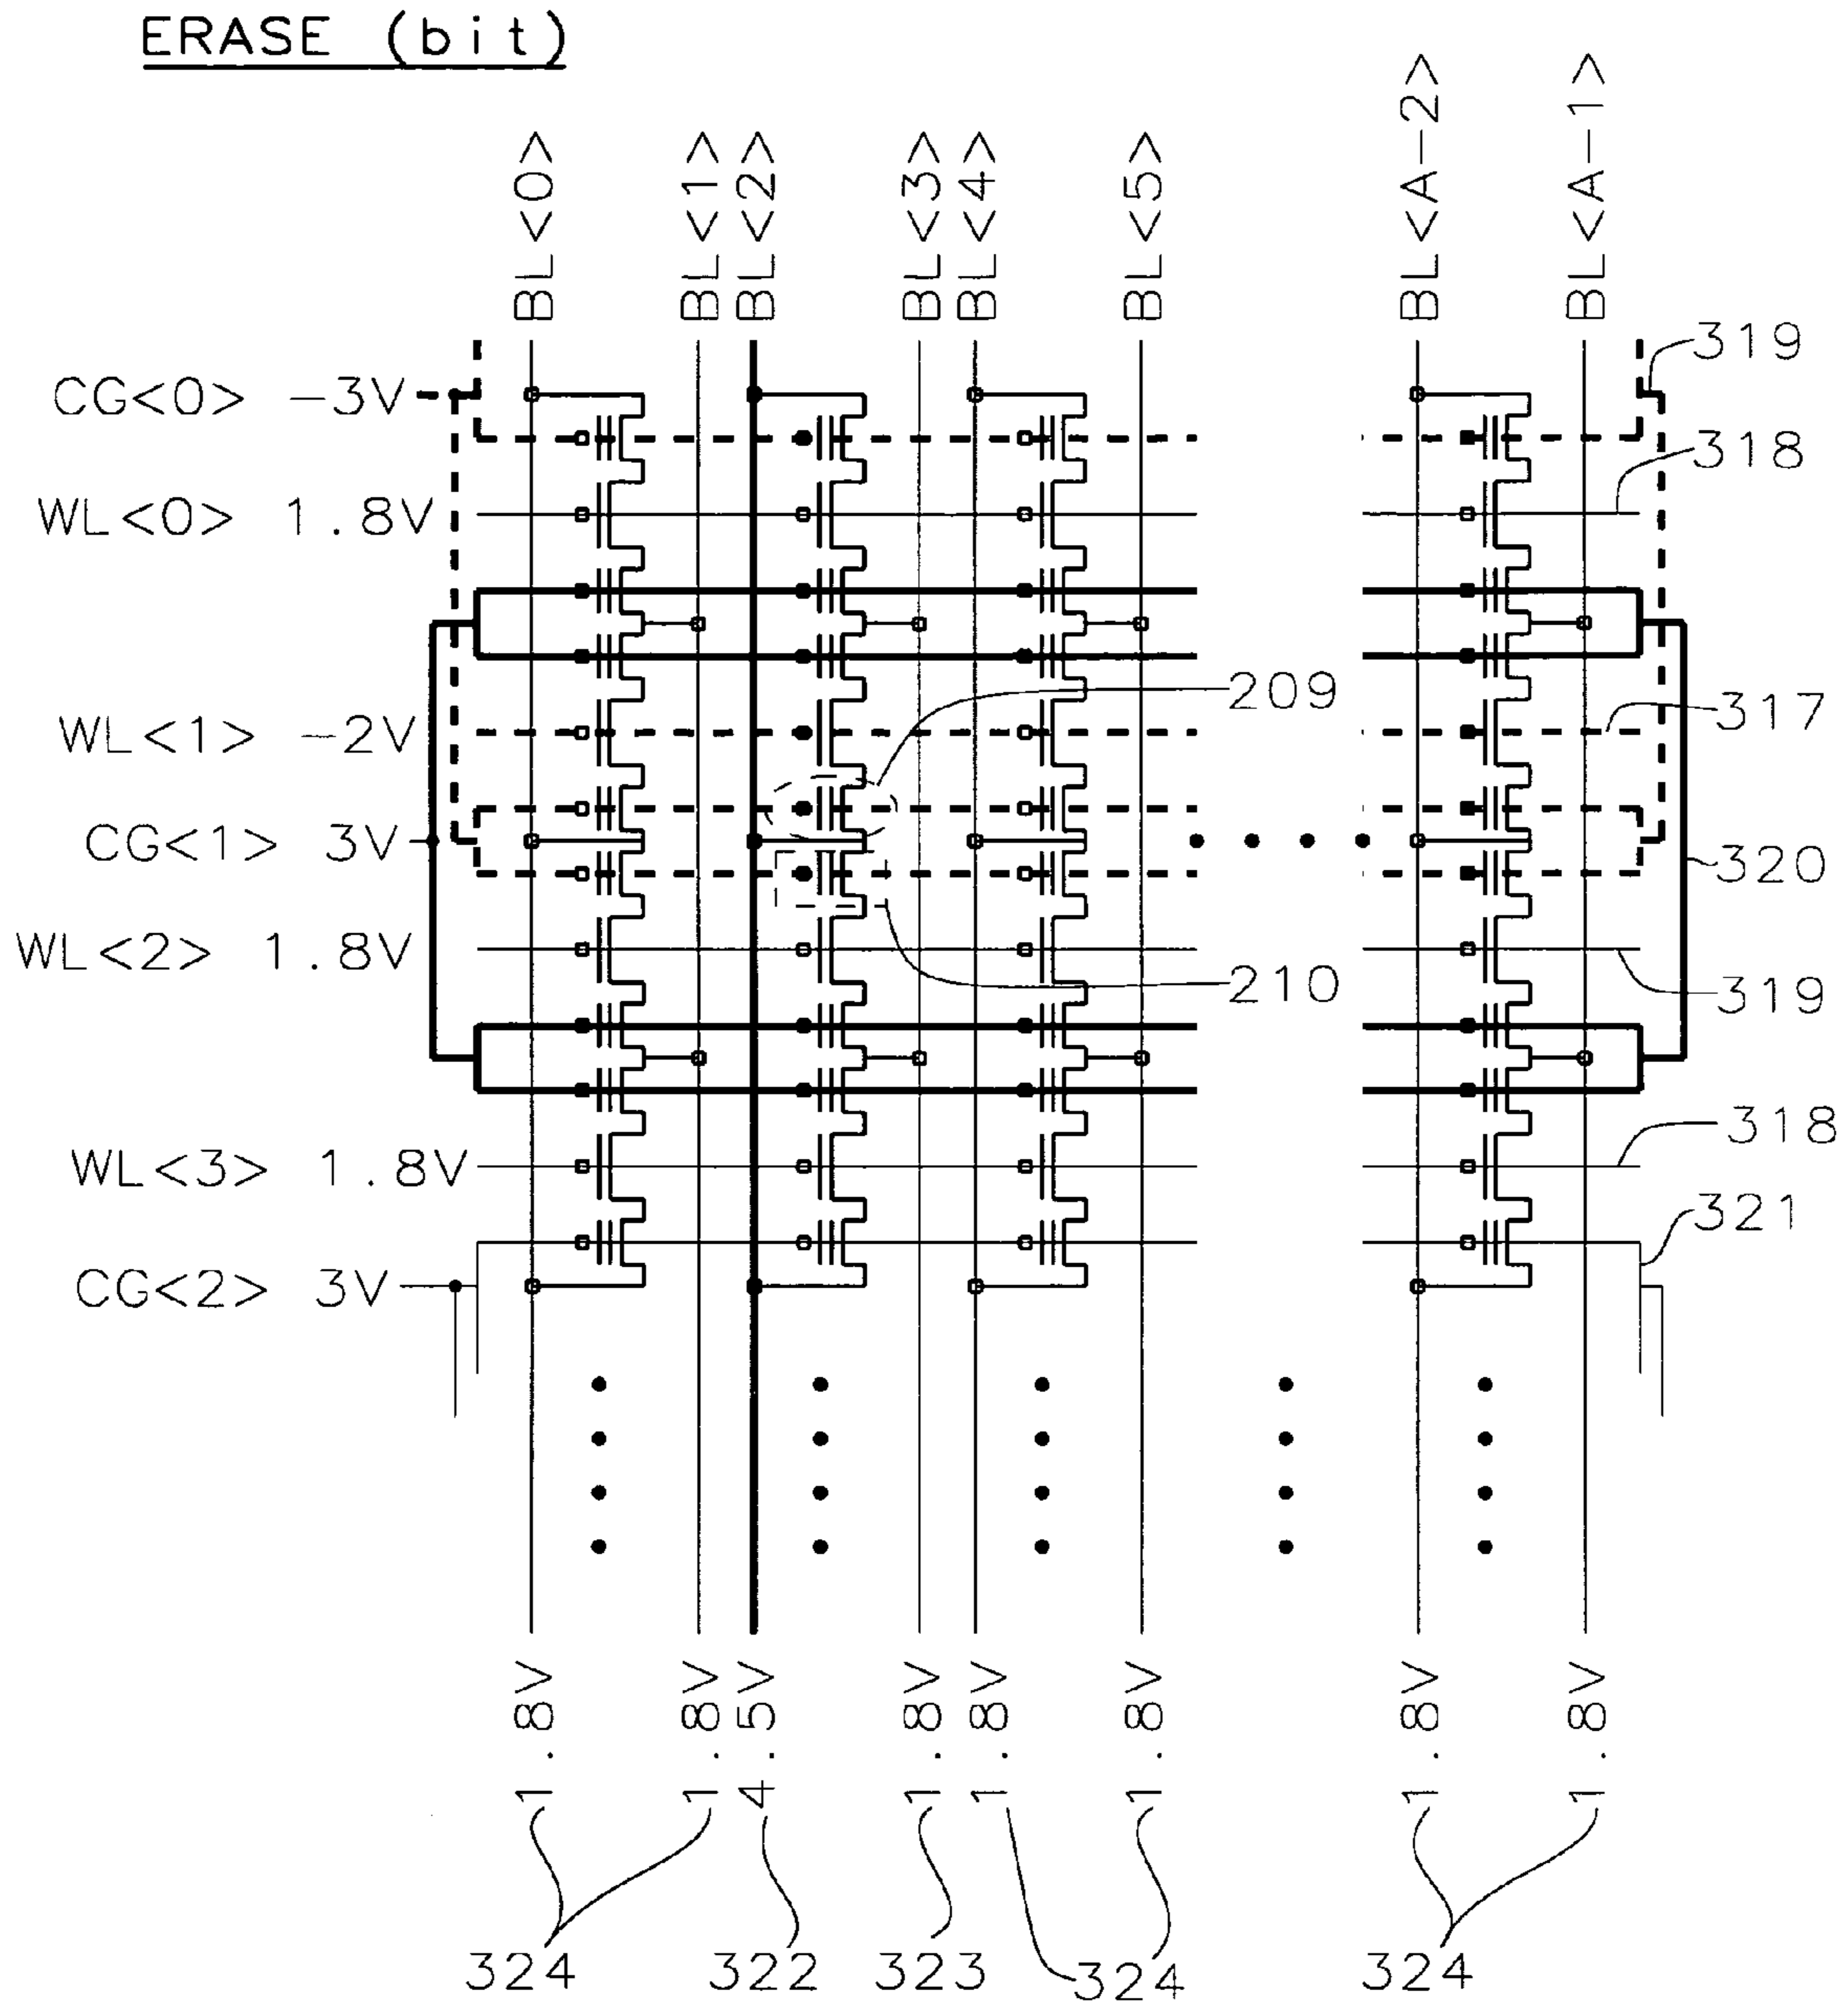 ERASE (bit)
BL<0>
BL<1>
BL<2>
BL<3>
BL<4>
BL<5>
BL<A-2>
BL<A-1>
CG<0> -3V
319
318
WL<0> 1.8V
209
317
WL<1> -2V
CG<1> 3V
320
WL<2> 1.8V
210
319
318
WL<3> 1.8V
321
CG<2> 3V
1.8V
1.8V
4.5V
1.8V
1.8V
1.8V
1.8V
1.8V
324
322
323
324
324